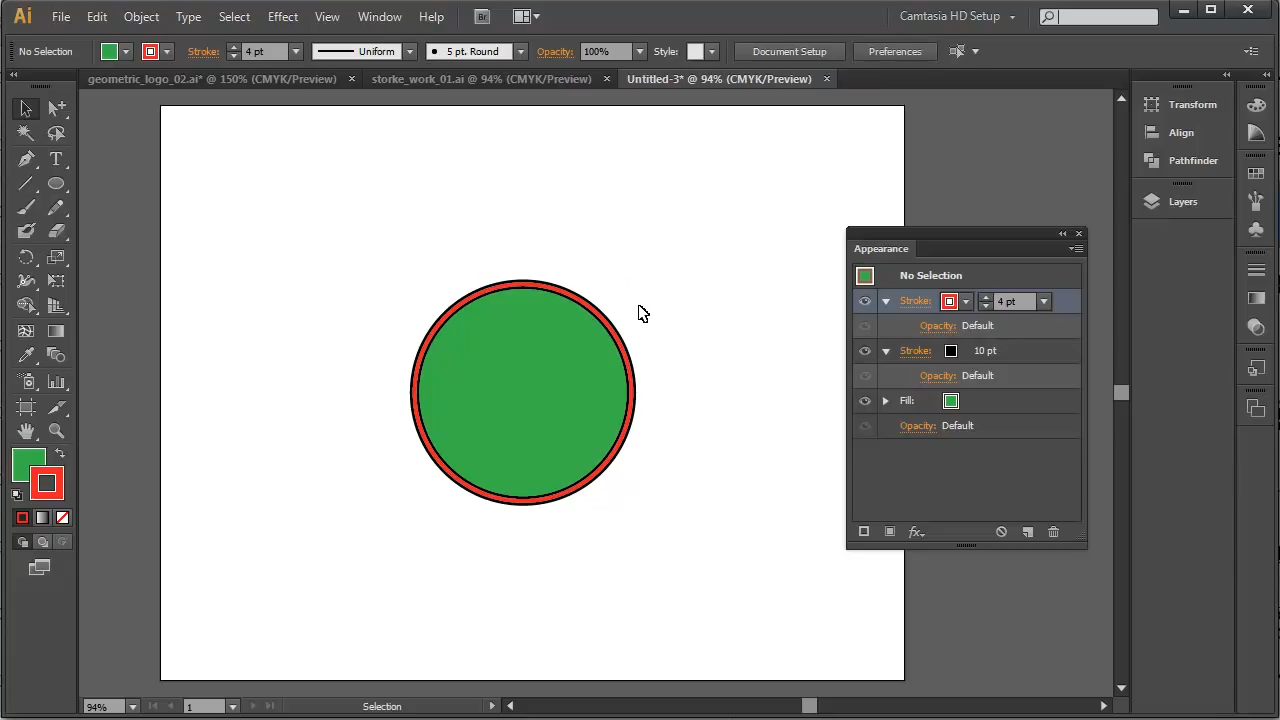 Ai File Edit Object Type Select Effect View Window Help Br Camtasia HD Setup
No Selection Stroke: 4 pt Uniform 5 pt. Round Opacity: 100% Style: Document Setup Preferences
geometric_logo_02.ai* @ 150% (CMYK/Preview) storke_work_01.ai @ 94% (CMYK/Preview) Untitled-3* @ 94% (CMYK/Preview)
Transform
Align
Pathfinder
Layers
Appearance
No Selection
Stroke: 4 pt
Opacity: Default
Stroke: 10 pt
Opacity: Default
Fill:
Opacity: Default
fx
94% 1 Selection